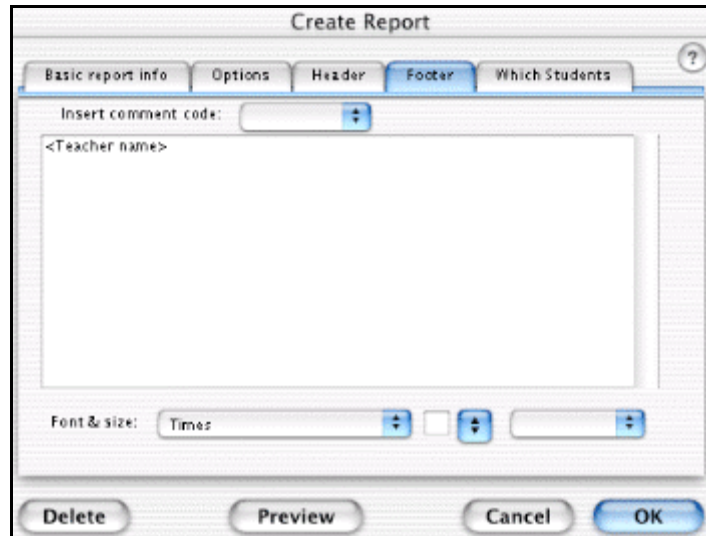 Create Report
?
Basic report info Options Header Footer Which Students
Insert comment code:
<Teacher name>
Font & size: Times
Delete Preview Cancel OK